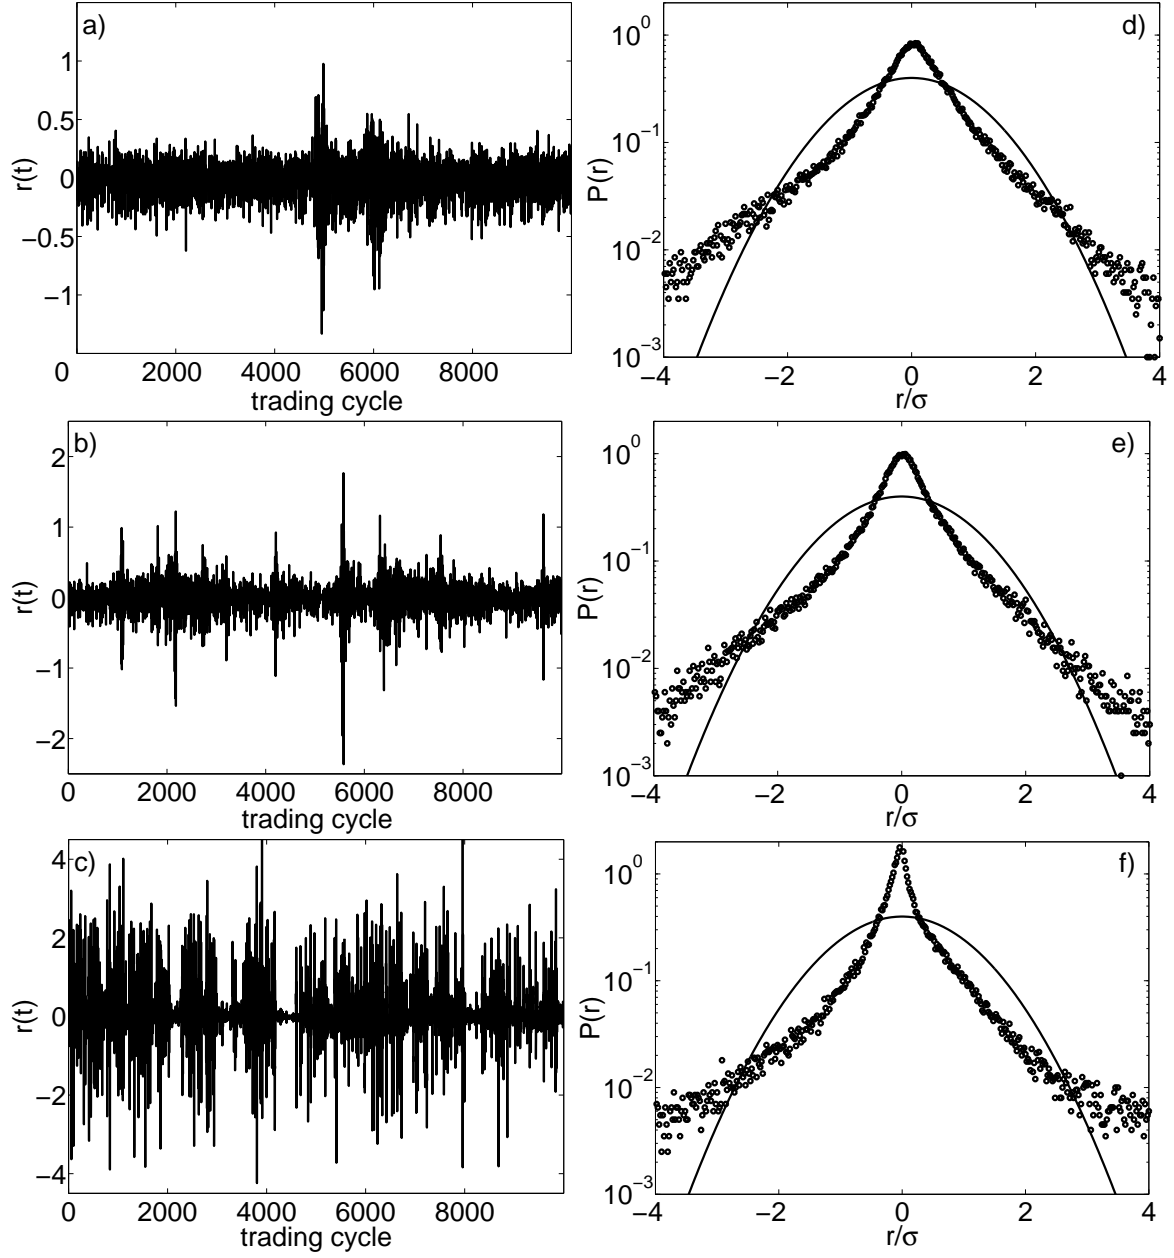 a)
1
0.5
0
−0.5
−1
r(t)
0 2000 4000 6000 8000
trading cycle
d)
10^0
10^−1
10^−2
10^−3
P(r)
−4 −2 0 2 4
r/σ
b)
2
1
0
−1
−2
r(t)
0 2000 4000 6000 8000
trading cycle
e)
10^0
10^−1
10^−2
10^−3
P(r)
−4 −2 0 2 4
r/σ
c)
4
2
0
−2
−4
r(t)
0 2000 4000 6000 8000
trading cycle
f)
10^0
10^−1
10^−2
10^−3
P(r)
−4 −2 0 2 4
r/σ